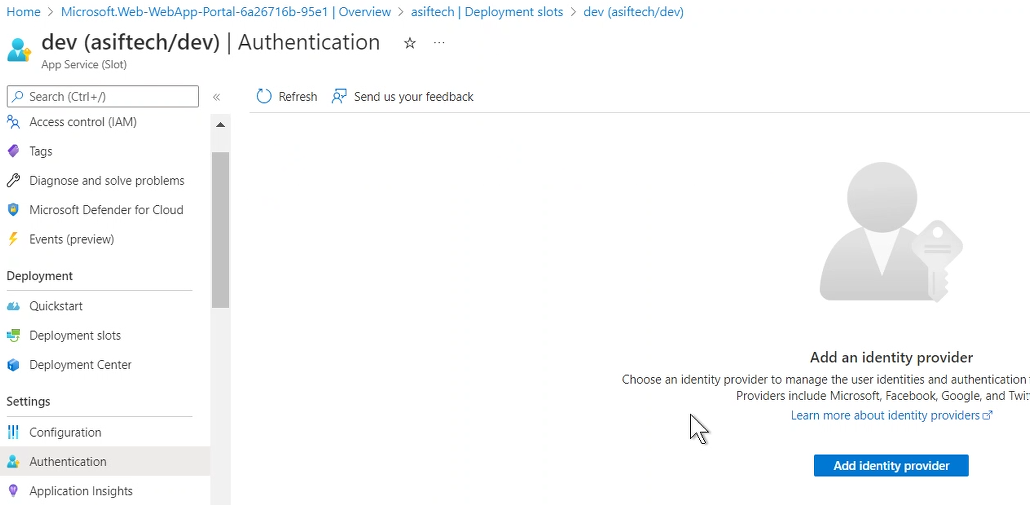 Home > Microsoft.Web-WebApp-Portal-6a26716b-95e1 | Overview > asiftech | Deployment slots > dev (asiftech/dev)
dev (asiftech/dev) | Authentication
App Service (Slot)
Search (Ctrl+/)
Refresh
Send us your feedback
Access control (IAM)
Tags
Diagnose and solve problems
Microsoft Defender for Cloud
Events (preview)
Deployment
Quickstart
Deployment slots
Deployment Center
Settings
Configuration
Authentication
Application Insights
Add an identity provider
Choose an identity provider to manage the user identities and authentication
Providers include Microsoft, Facebook, Google, and Twit
Learn more about identity providers
Add identity provider